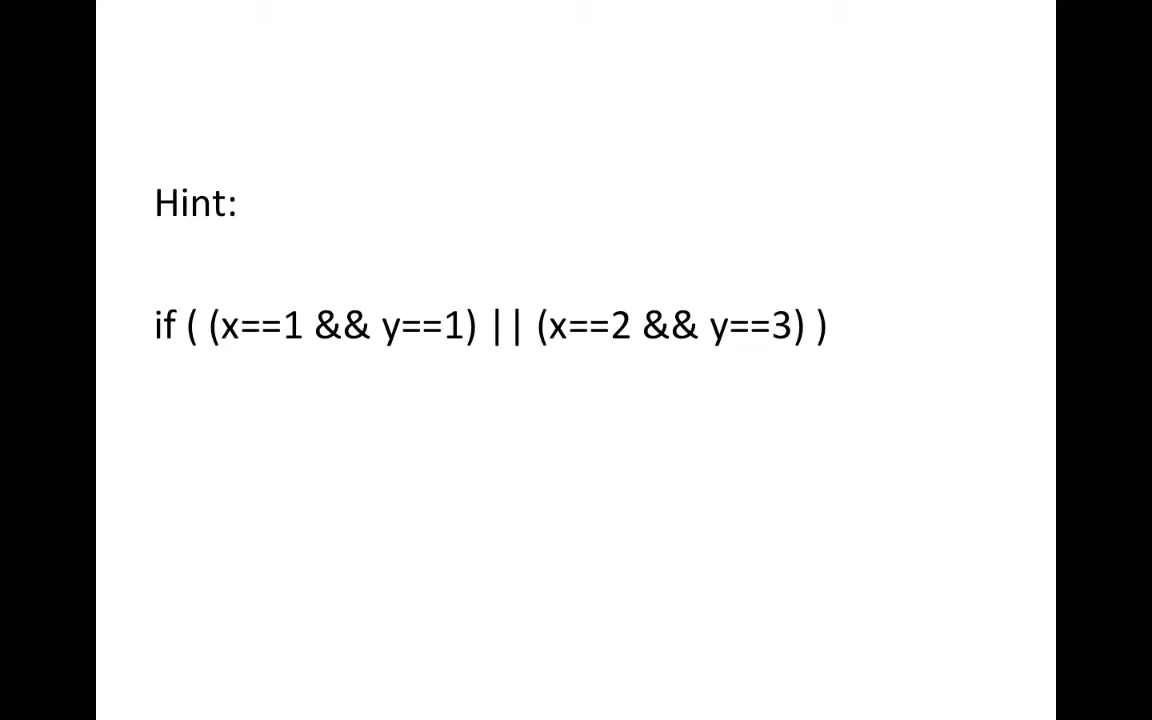 Hint:
if ( (x==1 && y==1) || (x==2 && y==3) )